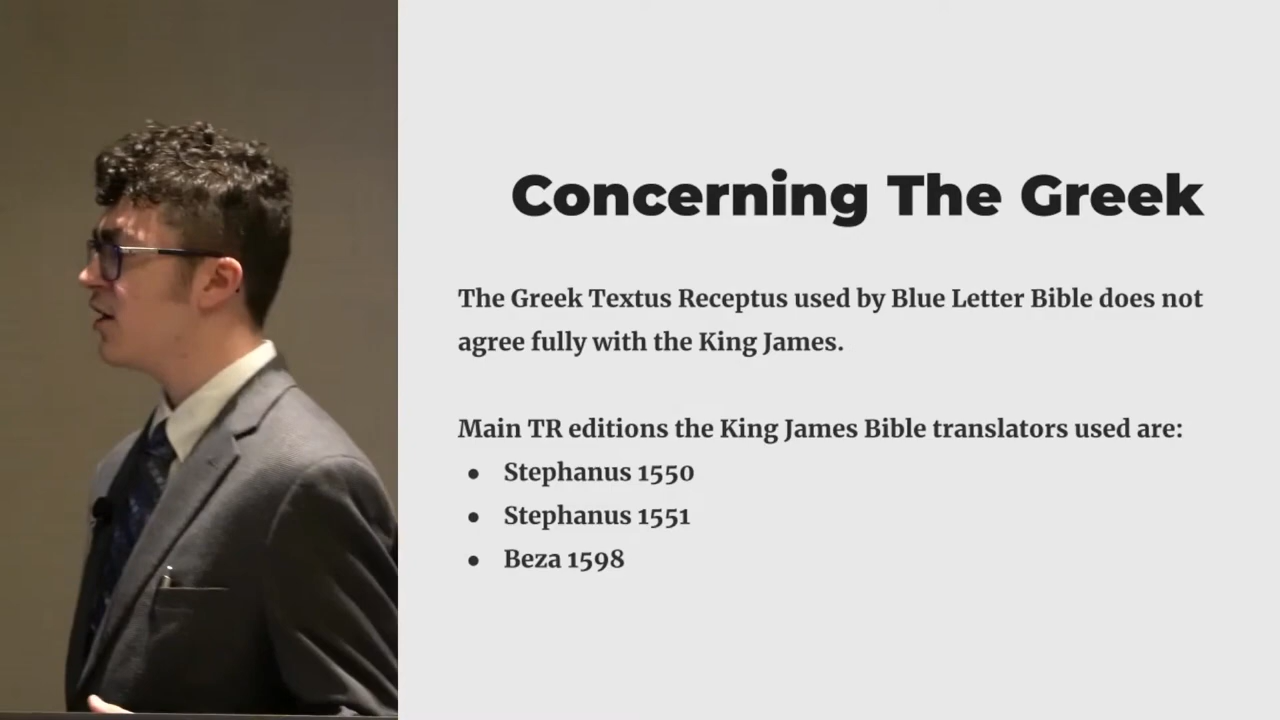 Concerning The Greek
The Greek Textus Receptus used by Blue Letter Bible does not
agree fully with the King James.
Main TR editions the King James Bible translators used are:
● Stephanus 1550
● Stephanus 1551
● Beza 1598